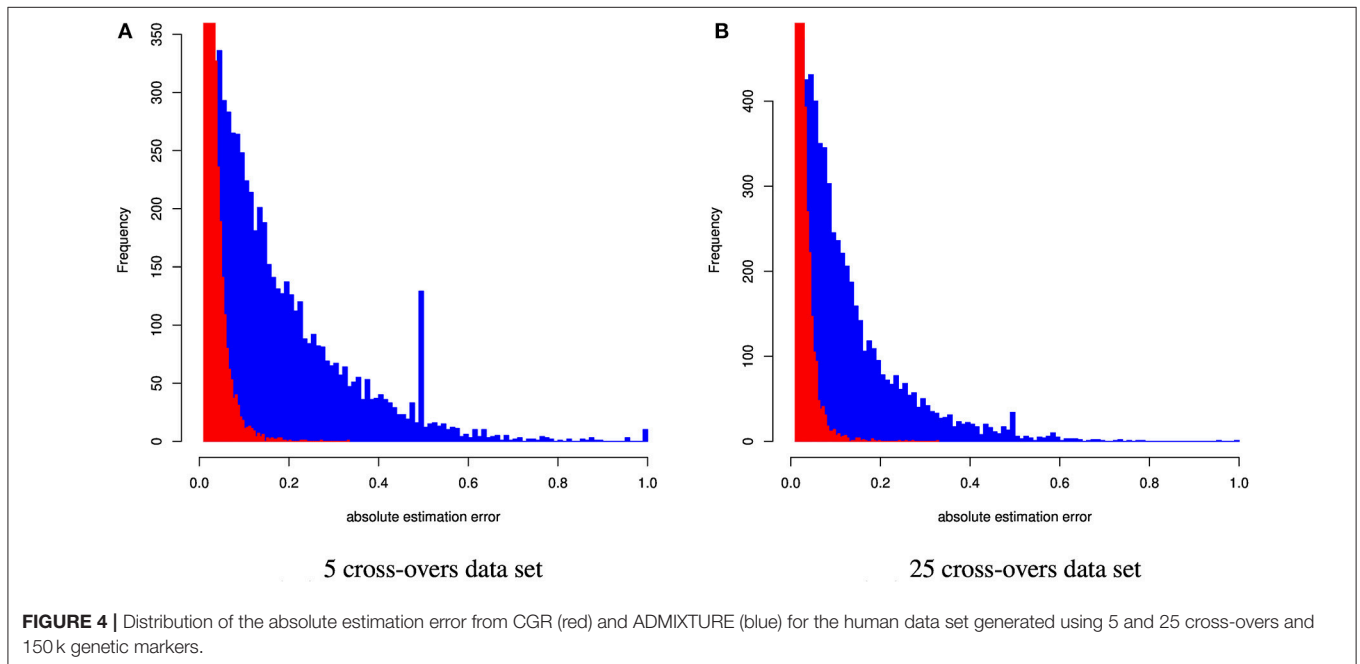 A
350
300
250
200
150
100
50
0
Frequency
0.0 0.2 0.4 0.6 0.8 1.0
absolute estimation error
5 cross-overs data set
B
400
300
200
100
0
Frequency
0.0 0.2 0.4 0.6 0.8 1.0
absolute estimation error
25 cross-overs data set
FIGURE 4 | Distribution of the absolute estimation error from CGR (red) and ADMIXTURE (blue) for the human data set generated using 5 and 25 cross-overs and
150 k genetic markers.